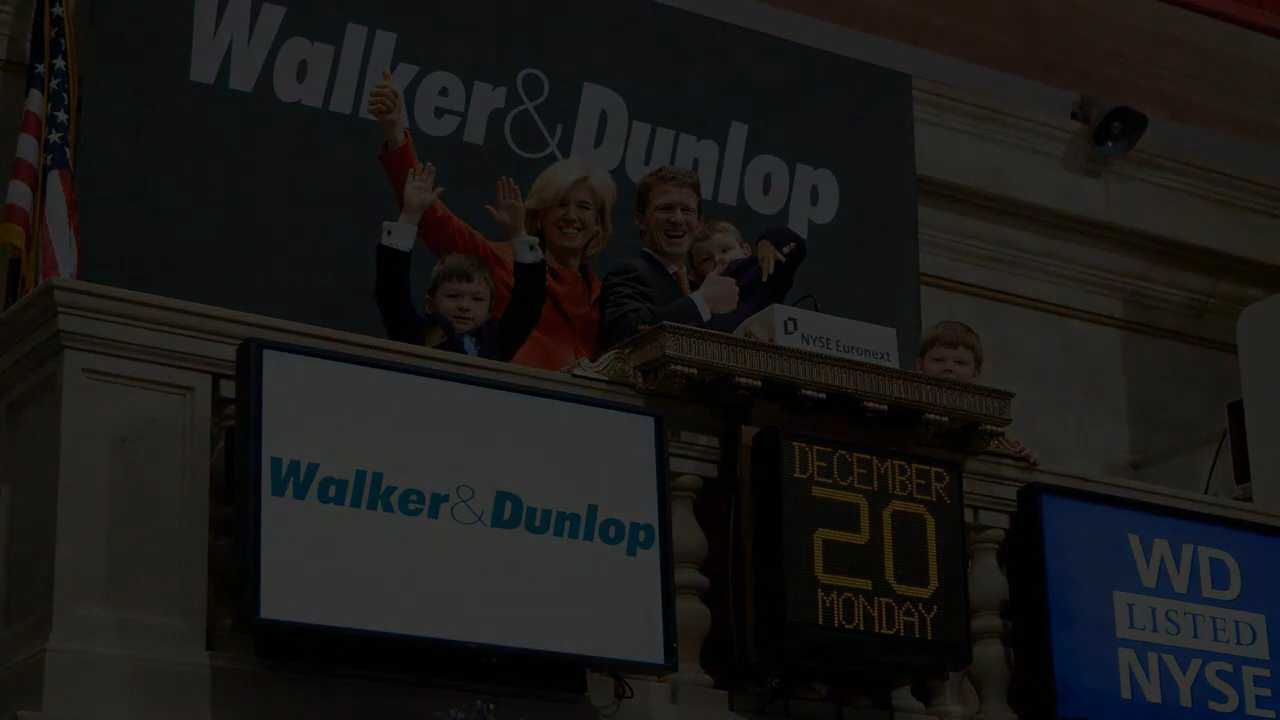 Walker&Dunlop
NYSE Euronext
Walker&Dunlop
DECEMBER
20
MONDAY
WD
LISTED
NYSE